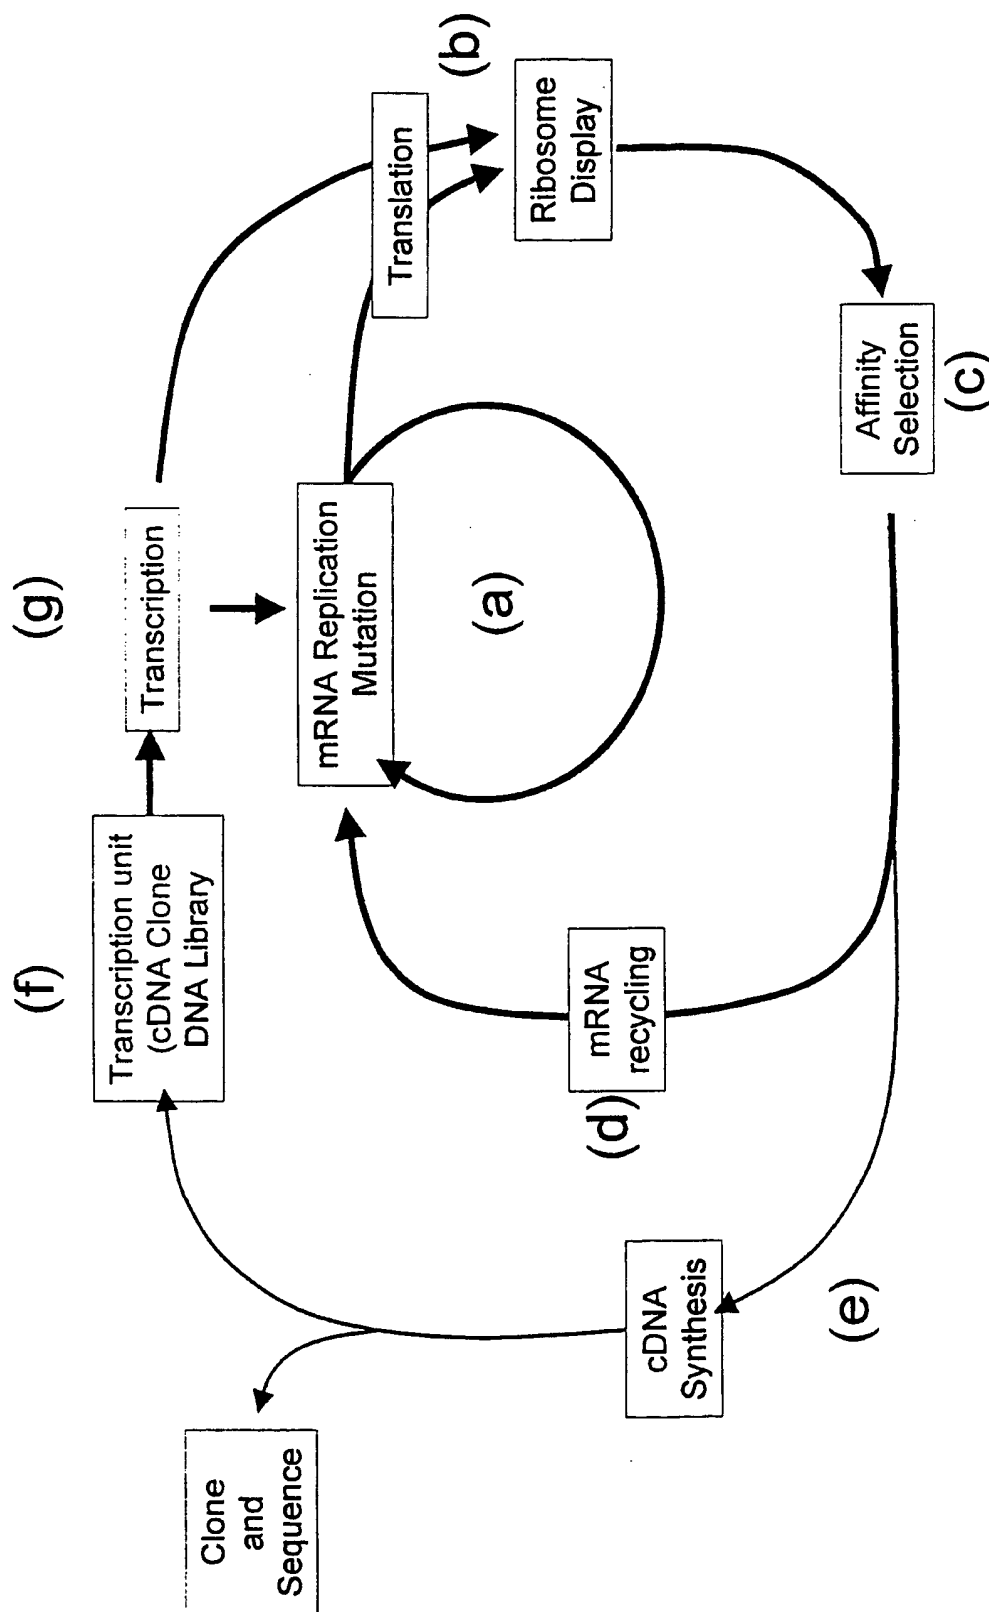 (g)
(f)
Transcription unit
(cDNA Clone
DNA Library
Transcription
mRNA Replication
Mutation
(a)
Translation
(b)
Ribosome
Display
Affinity
Selection
(c)
mRNA
recycling
(d)
cDNA
Synthesis
(e)
Clone
and
Sequence